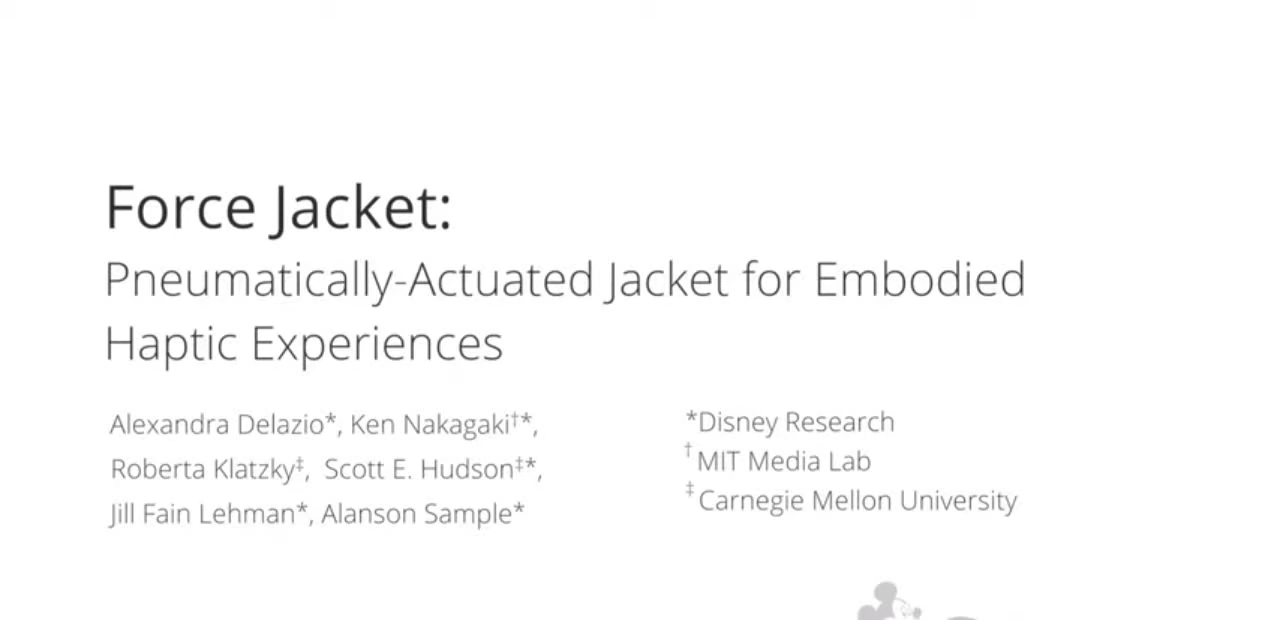 Force Jacket:
Pneumatically-Actuated Jacket for Embodied
Haptic Experiences
Alexandra Delazio*, Ken Nakagaki†*,
Roberta Klatzky‡, Scott E. Hudson‡*,
Jill Fain Lehman*, Alanson Sample*
*Disney Research
† MIT Media Lab
‡ Carnegie Mellon University